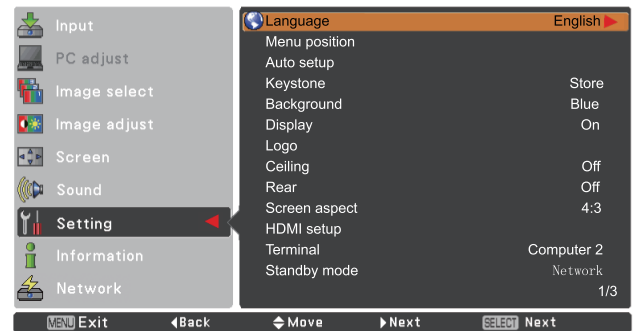 Input
PC adjust
Image select
Image adjust
Screen
Sound
Setting
Information
Network
Language English
Menu position
Auto setup
Keystone Store
Background Blue
Display On
Logo
Ceiling Off
Rear Off
Screen aspect 4:3
HDMI setup
Terminal Computer 2
Standby mode Network
1/3
MENU Exit Back Move Next SELECT Next